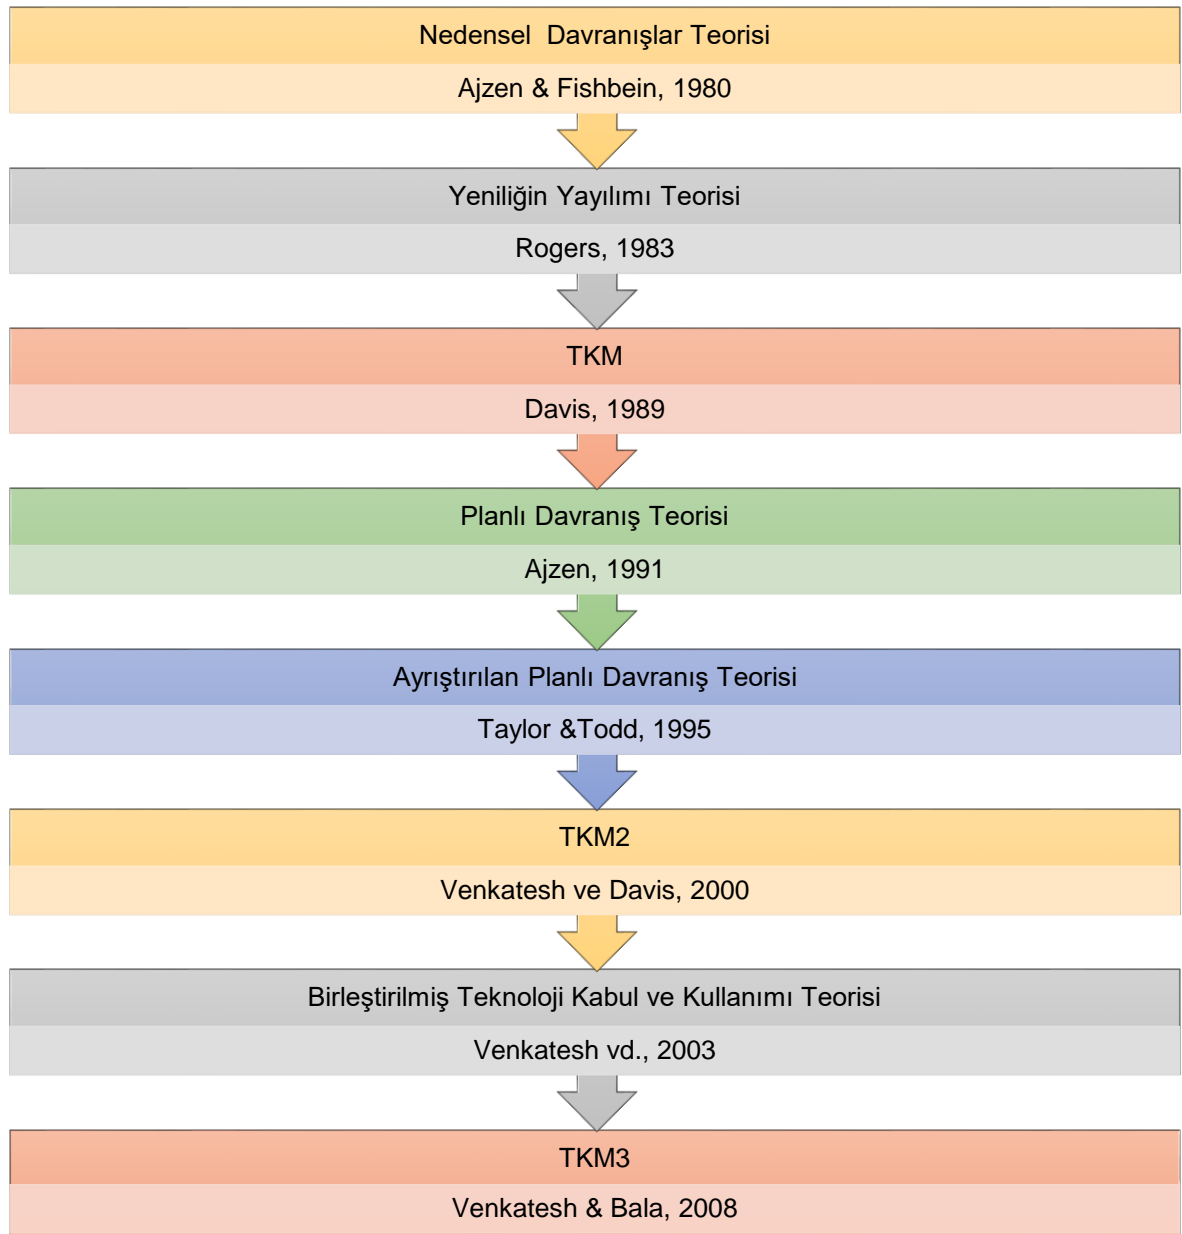 Nedensel  Davranışlar Teorisi
Ajzen & Fishbein, 1980
Yeniliğin Yayılımı Teorisi
Rogers, 1983
TKM
Davis, 1989
Planlı Davranış Teorisi
Ajzen, 1991
Ayrıştırılan Planlı Davranış Teorisi
Taylor &Todd, 1995
TKM2
Venkatesh ve Davis, 2000
Birleştirilmiş Teknoloji Kabul ve Kullanımı Teorisi
Venkatesh vd., 2003
TKM3
Venkatesh & Bala, 2008